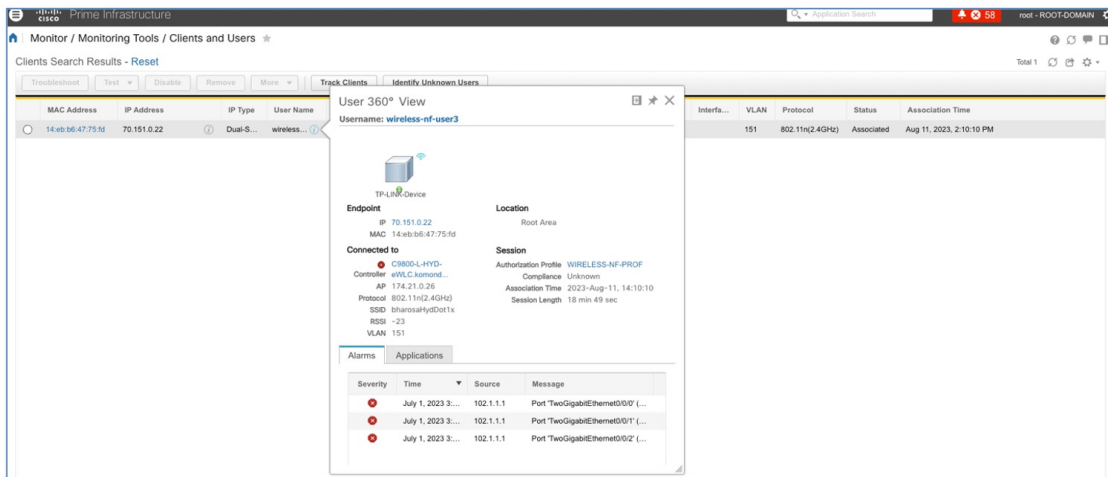 cisco Prime Infrastructure
Application Search
58
root - ROOT-DOMAIN
Monitor / Monitoring Tools / Clients and Users
Clients Search Results - Reset
Total 1
Troubleshoot Test Disable Remove More Track Clients Identify Unknown Users
MAC Address IP Address IP Type User Name Interfa... VLAN Protocol Status Association Time
14:eb:b6:47:75:fd 70.151.0.22 Dual-S... wireless... 151 802.11n(2.4GHz) Associated Aug 11, 2023, 2:10:10 PM
User 360° View
Username: wireless-nf-user3
TP-LINK-Device
Endpoint
IP 70.151.0.22
MAC 14:eb:b6:47:75:fd
Location
Root Area
Connected to
C9800-L-HYD-
Controller eWLC.komond...
AP 174.21.0.26
Protocol 802.11n(2.4GHz)
SSID bharosaHydDot1x
RSSI -23
VLAN 151
Session
Authorization Profile WIRELESS-NF-PROF
Compliance Unknown
Association Time 2023-Aug-11, 14:10:10
Session Length 18 min 49 sec
Alarms Applications
Severity Time Source Message
July 1, 2023 3:... 102.1.1.1 Port 'TwoGigabitEthernet0/0/0' (...
July 1, 2023 3:... 102.1.1.1 Port 'TwoGigabitEthernet0/0/1' (...
July 1, 2023 3:... 102.1.1.1 Port 'TwoGigabitEthernet0/0/2' (...